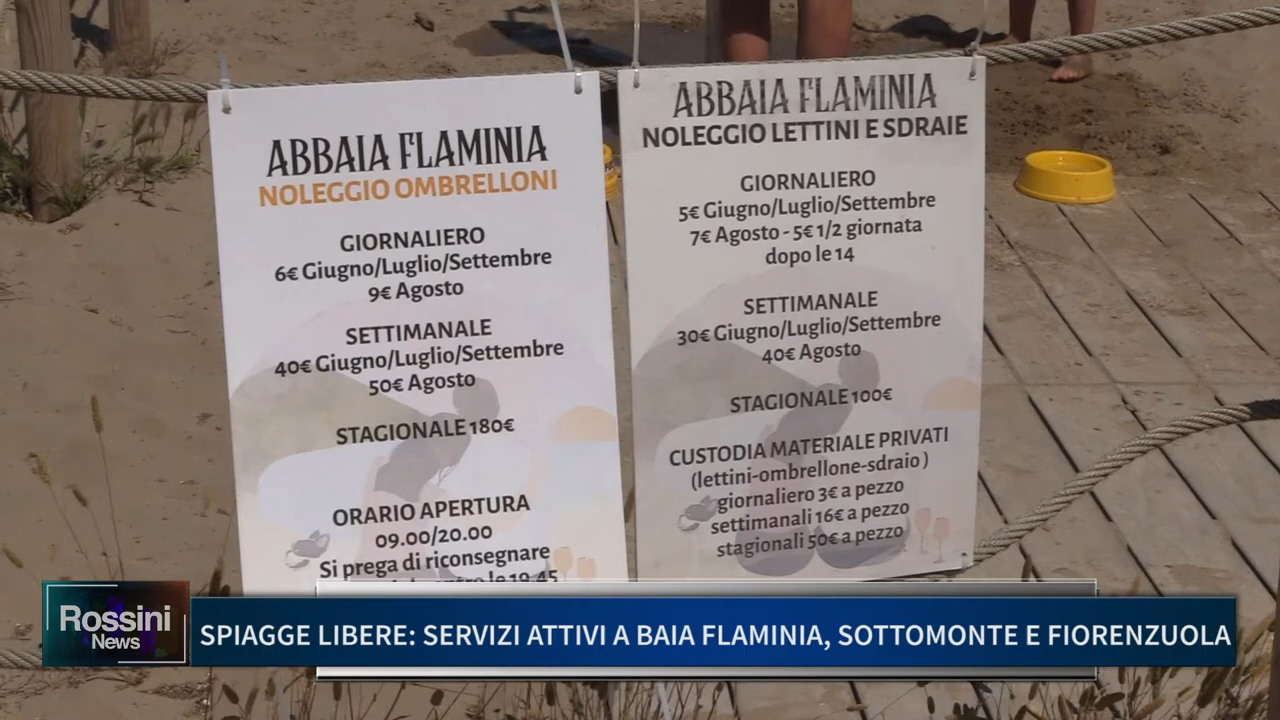 ABBAIA FLAMINIA
NOLEGGIO OMBRELLONI
GIORNALIERO
6€ Giugno/Luglio/Settembre
9€ Agosto
SETTIMANALE
40€ Giugno/Luglio/Settembre
50€ Agosto
STAGIONALE 180€
ORARIO APERTURA
09.00/20.00
Si prega di riconsegnare
le 19.45
ABBAIA FLAMINIA
NOLEGGIO LETTINI E SDRAIE
GIORNALIERO
5€ Giugno/Luglio/Settembre
7€ Agosto - 5€ 1/2 giornata
dopo le 14
SETTIMANALE
30€ Giugno/Luglio/Settembre
40€ Agosto
STAGIONALE 100€
CUSTODIA MATERIALE PRIVATI
(lettini-ombrellone-sdraio )
giornaliero 3€ a pezzo
settimanali 16€ a pezzo
stagionali 50€ a pezzo
Rossini
News
SPIAGGE LIBERE: SERVIZI ATTIVI A BAIA FLAMINIA, SOTTOMONTE E FIORENZUOLA